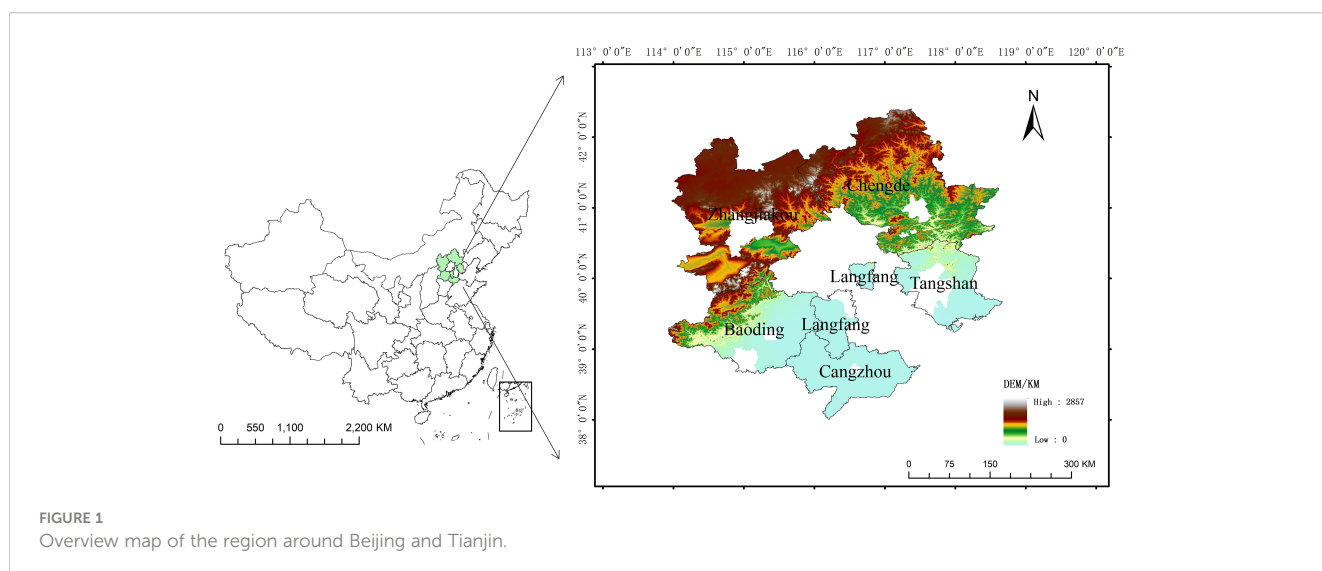 113° 0′0″E 114° 0′0″E 115° 0′0″E 116° 0′0″E 117° 0′0″E 118° 0′0″E 119° 0′0″E 120° 0′0″E
N
42° 0′0″N
41° 0′0″N
40° 0′0″N
39° 0′0″N
38° 0′0″N
Chengde
Zhangjiakou
Langfang
Tangshan
Baoding
Langfang
Cangzhou
DEM/KM
High : 2857
Low : 0
0 75 150 300 KM
0 550 1,100 2,200 KM
FIGURE 1
Overview map of the region around Beijing and Tianjin.